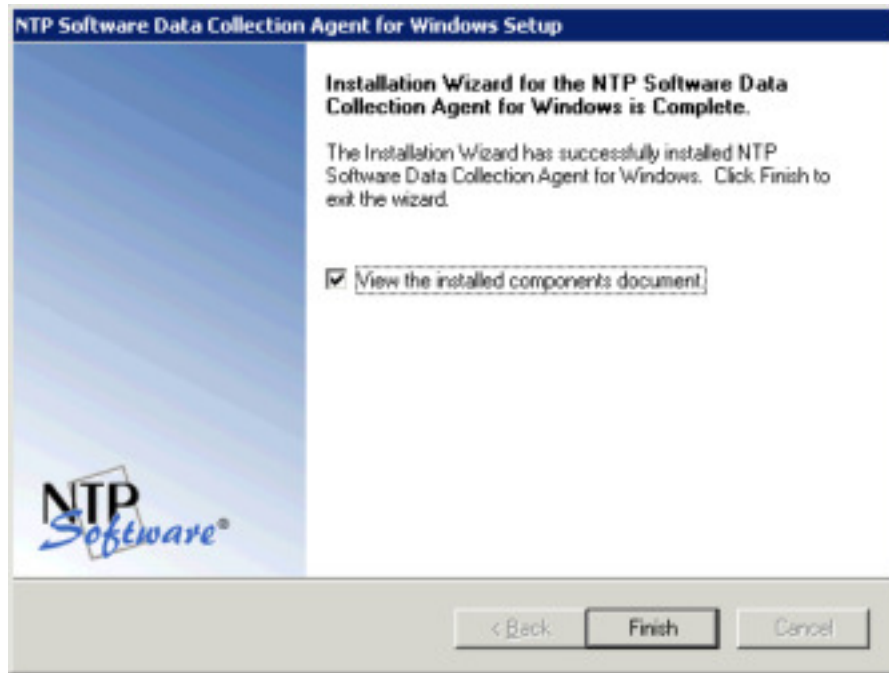 NTP Software Data Collection Agent for Windows Setup
Installation Wizard for the NTP Software Data
Collection Agent for Windows is Complete.
The Installation Wizard has successfully installed NTP
Software Data Collection Agent for Windows. Click Finish to
exit the wizard.
View the installed components document.
NTP
Software®
< Back
Finish
Cancel